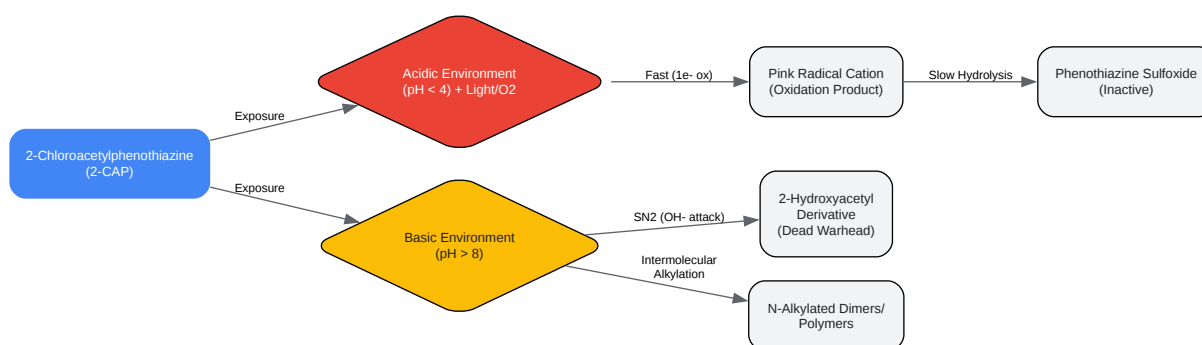 2-Chloroacetylphenothiazine
(2-CAP)
Exposure
Exposure
Acidic Environment
(pH < 4) + Light/O2
Fast (1e- ox)
Pink Radical Cation
(Oxidation Product)
Slow Hydrolysis
Phenothiazine Sulfoxide
(Inactive)
Basic Environment
(pH > 8)
SN2 (OH- attack)
2-Hydroxyacetyl
Derivative
(Dead Warhead)
Intermolecular
Alkylation
N-Alkylated Dimers/
Polymers